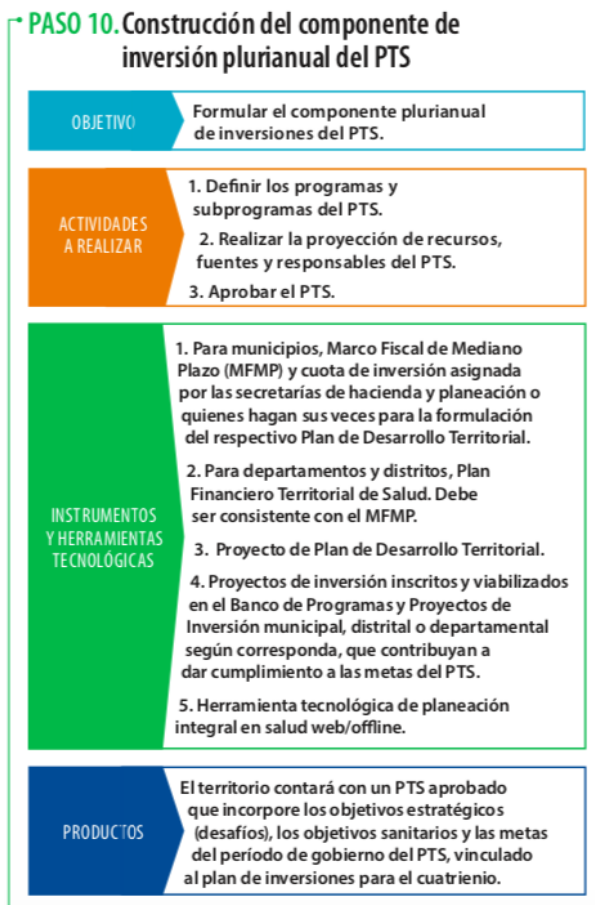 PASO 10. Construcción del componente de
inversión plurianual del PTS
OBJETIVO
Formular el componente plurianual
de inversiones del PTS.
ACTIVIDADES
A REALIZAR
1. Definir los programas y
subprogramas del PTS.
2. Realizar la proyección de recursos,
fuentes y responsables del PTS.
3. Aprobar el PTS.
INSTRUMENTOS
Y HERRAMIENTAS
TECNOLÓGICAS
1. Para municipios, Marco Fiscal de Mediano
Plazo (MFMP) y cuota de inversión asignada
por las secretarías de hacienda y planeación o
quienes hagan sus veces para la formulación
del respectivo Plan de Desarrollo Territorial.
2. Para departamentos y distritos, Plan
Financiero Territorial de Salud. Debe
ser consistente con el MFMP.
3. Proyecto de Plan de Desarrollo Territorial.
4. Proyectos de inversión inscritos y viabilizados
en el Banco de Programas y Proyectos de
Inversión municipal, distrital o departamental
según corresponda, que contribuyan a
dar cumplimiento a las metas del PTS.
5. Herramienta tecnológica de planeación
integral en salud web/offline.
PRODUCTOS
El territorio contará con un PTS aprobado
que incorpore los objetivos estratégicos
(desafíos), los objetivos sanitarios y las metas
del período de gobierno del PTS, vinculado
al plan de inversiones para el cuatrienio.